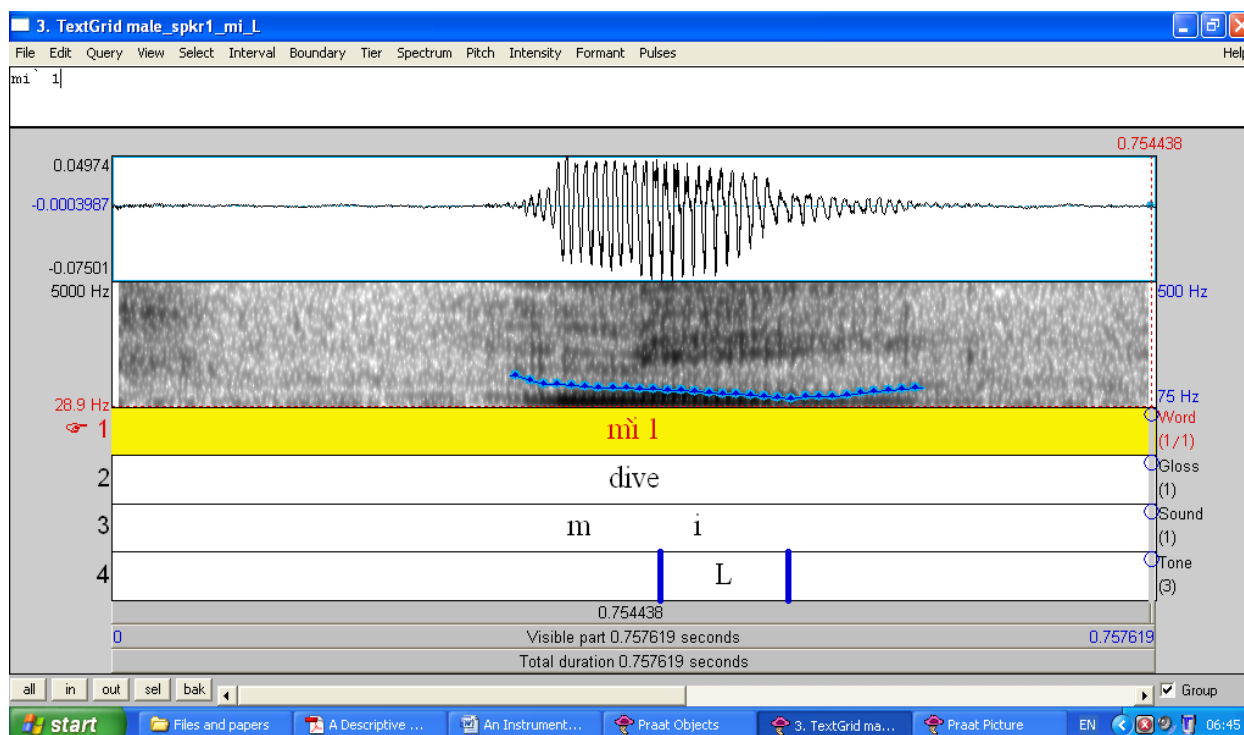 3. TextGrid male_spkr1_mi_L
File Edit Query View Select Interval Boundary Tier Spectrum Pitch Intensity Formant Pulses Help
mi` 1
0.754438
0.04974
-0.0003987
-0.07501
5000 Hz 500 Hz
28.9 Hz 75 Hz
1 mì 1 Word (1/1)
2 dive Gloss (1)
3 m i Sound (1)
4 L Tone (3)
0.754438
0 Visible part 0.757619 seconds 0.757619
Total duration 0.757619 seconds
all in out sel bak Group
start Files and papers A Descriptive ... An Instrument... Praat Objects 3. TextGrid ma... Praat Picture EN 06:45